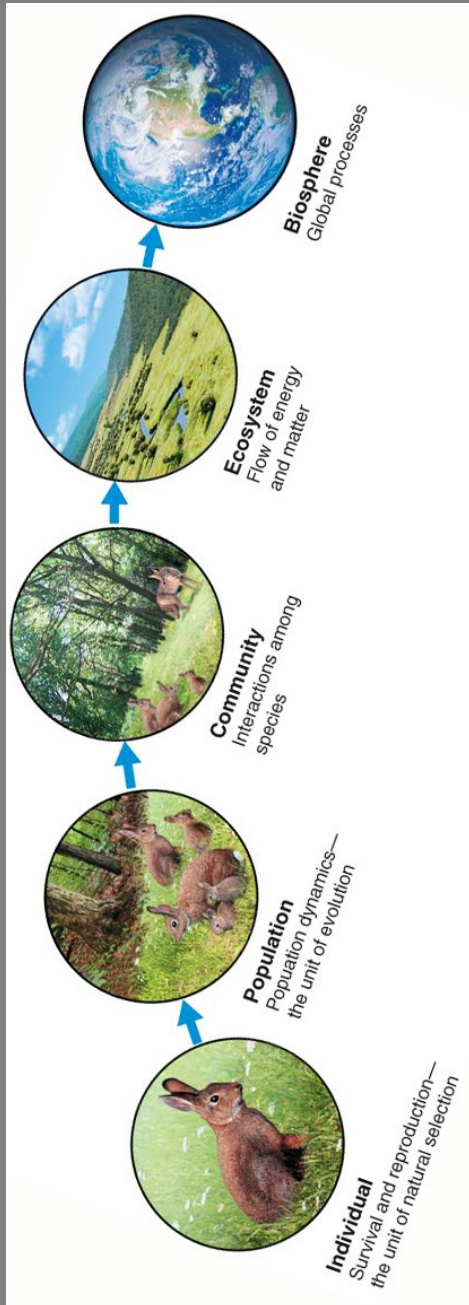 Individual
Survival and reproduction—
the unit of natural selection
Population
Popuation dynamics—
the unit of evolution
Community
Interactions among
species
Ecosystem
Flow of energy
and matter
Biosphere
Global processes